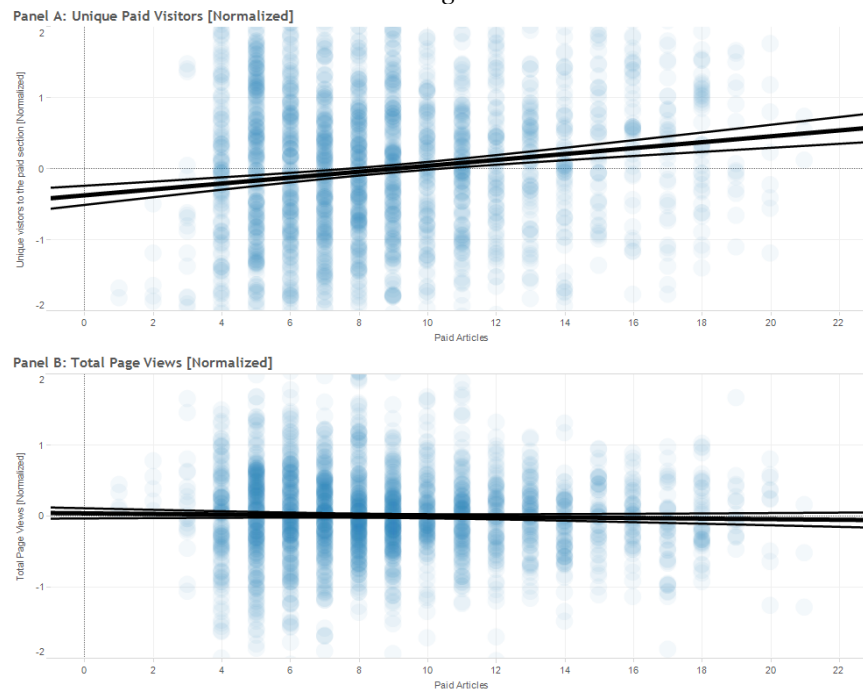 Panel A: Unique Paid Visitors [Normalized]
Unique visitors to the paid section [Normalized]
2
1
0
-1
-2
0 2 4 6 8 10 12 14 16 18 20 22
Paid Articles
Panel B: Total Page Views [Normalized]
Total Page Views [Normalized]
2
1
0
-1
-2
0 2 4 6 8 10 12 14 16 18 20 22
Paid Articles